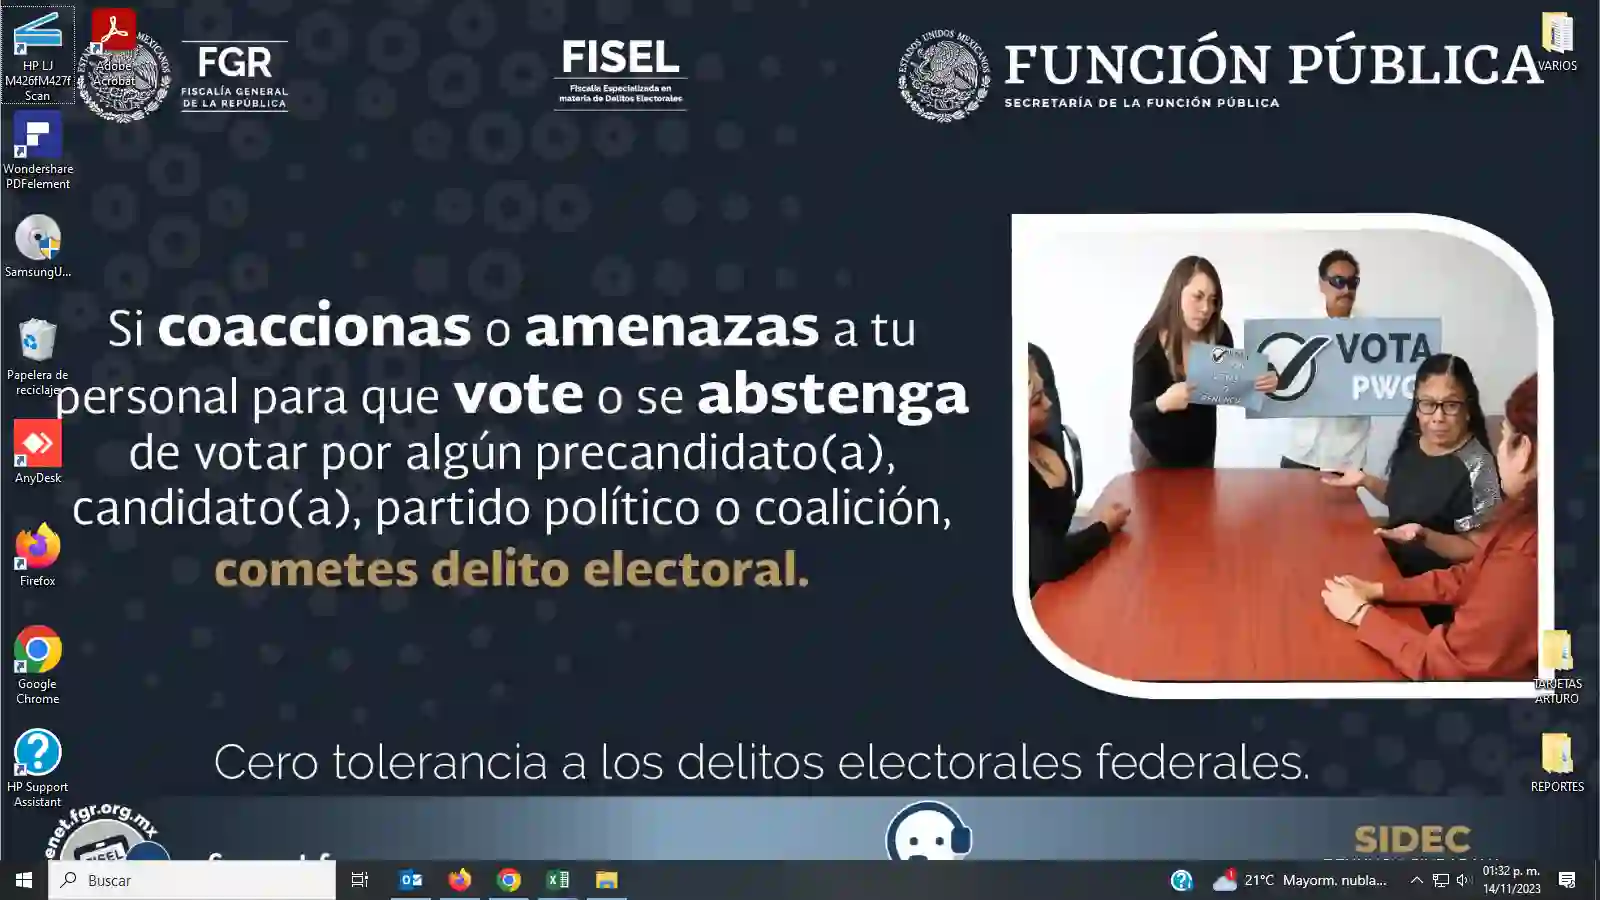 HP LJ
M426fM427f
Scan
Adobe
Acrobat
Wondershare
PDFelement
SamsungU...
Papelera de
reciclaje
AnyDesk
Firefox
Google
Chrome
HP Support
Assistant
ESTADOS UNIDOS MEXICANOS
FGR
FISCALÍA GENERAL
DE LA REPÚBLICA
FISEL
Fiscalía Especializada en
materia de Delitos Electorales
FUNCIÓN PÚBLICA
SECRETARÍA DE LA FUNCIÓN PÚBLICA
VARIOS
Si coaccionas o amenazas a tu
personal para que vote o se abstenga
de votar por algún precandidato(a),
candidato(a), partido político o coalición,
cometes delito electoral.
VOTA
PWC
TARJETAS
ARTURO
REPORTES
Cero tolerancia a los delitos electorales federales.
enet.fgr.org.mx
FISEL
SIDEC
Buscar
21°C Mayorm. nubla...
01:32 p. m.
14/11/2023